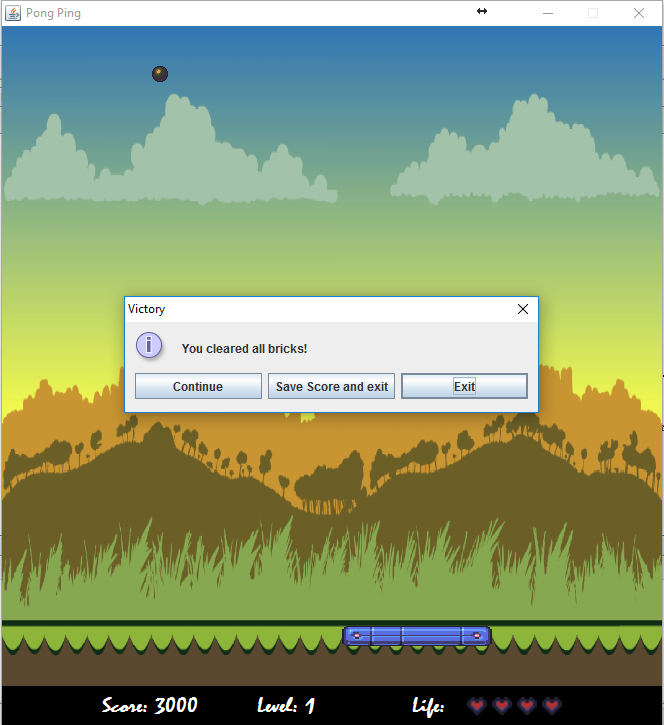 Pong Ping
Victory
You cleared all bricks!
Continue Save Score and exit Exit
Score: 3000 Level: 1 Life: